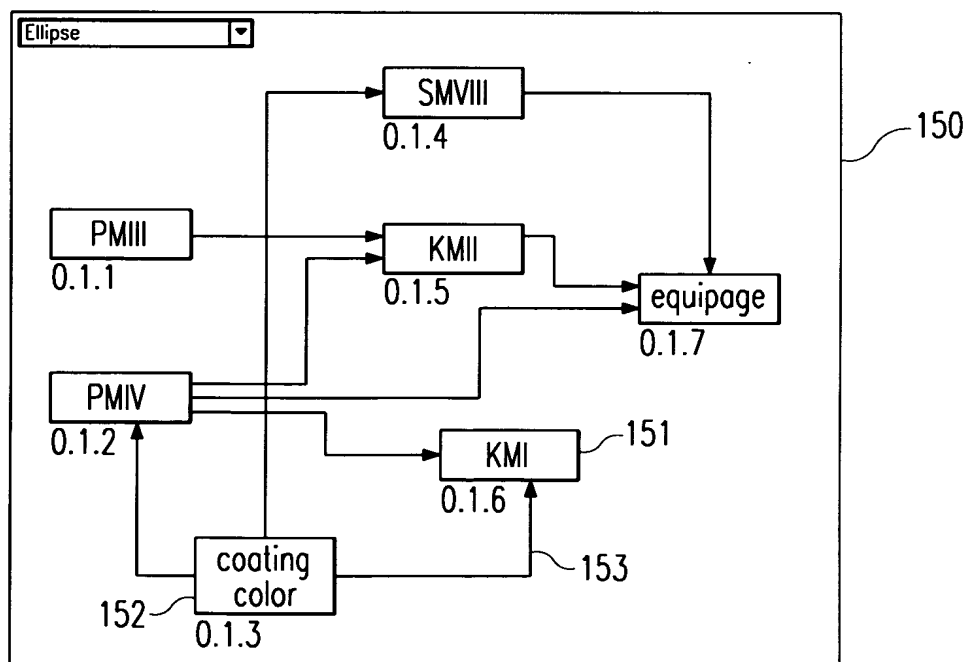 Ellipse
SMVIII
0.1.4
150
PMIII
0.1.1
KMII
0.1.5
equipage
0.1.7
PMIV
0.1.2
KMI
0.1.6
151
coating
color
0.1.3
152
153